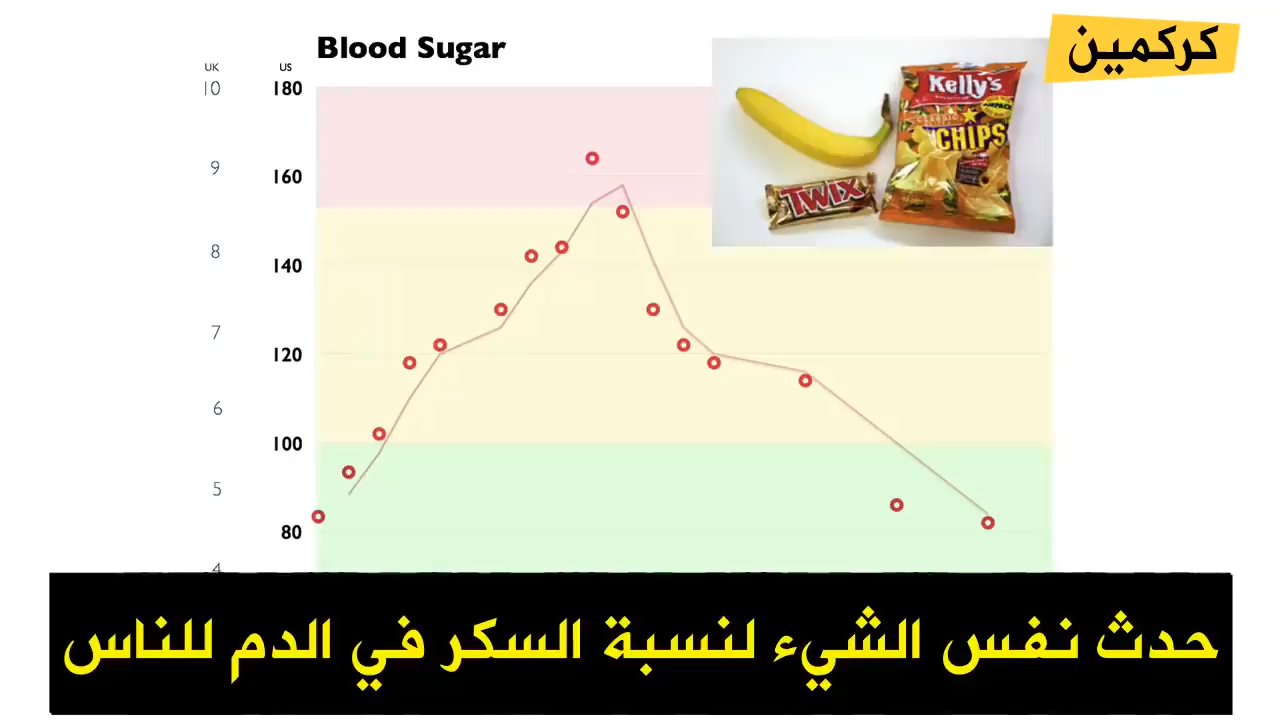 كركمين
Blood Sugar
UK US
10 180
9 160
8 140
7 120
6 100
5 80
4
Kelly's
CLASSIC
CHIPS
TWIX
حدث نفس الشيء لنسبة السكر في الدم للناس